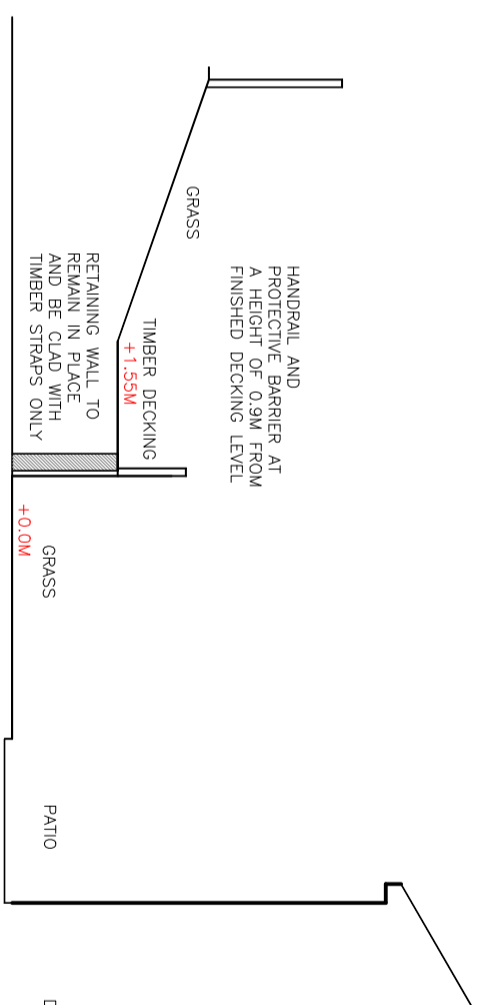 HANDRAIL AND
PROTECTIVE BARRIER AT
A HEIGHT OF 0.9M FROM
FINISHED DECKING LEVEL
GRASS
TIMBER DECKING
+1.55M
RETAINING WALL TO
REMAIN IN PLACE
AND BE CLAD WITH
TIMBER STRAPS ONLY
GRASS
+0.0M
PATIO